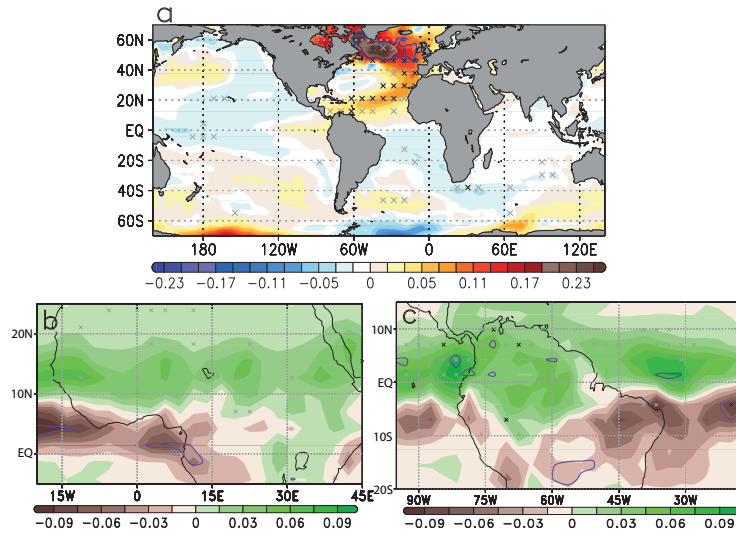 a
60N
40N
20N
EQ
20S
40S
60S
180 120W 60W 0 60E 120E
-0.23 -0.17 -0.11 -0.05 0 0.05 0.11 0.17 0.23
b
20N
10N
EQ
15W 0 15E 30E 45E
-0.09 -0.06 -0.03 0 0.03 0.06 0.09
c
10N
EQ
10S
20S
90W 75W 60W 45W 30W
-0.09 -0.06 -0.03 0 0.03 0.06 0.09